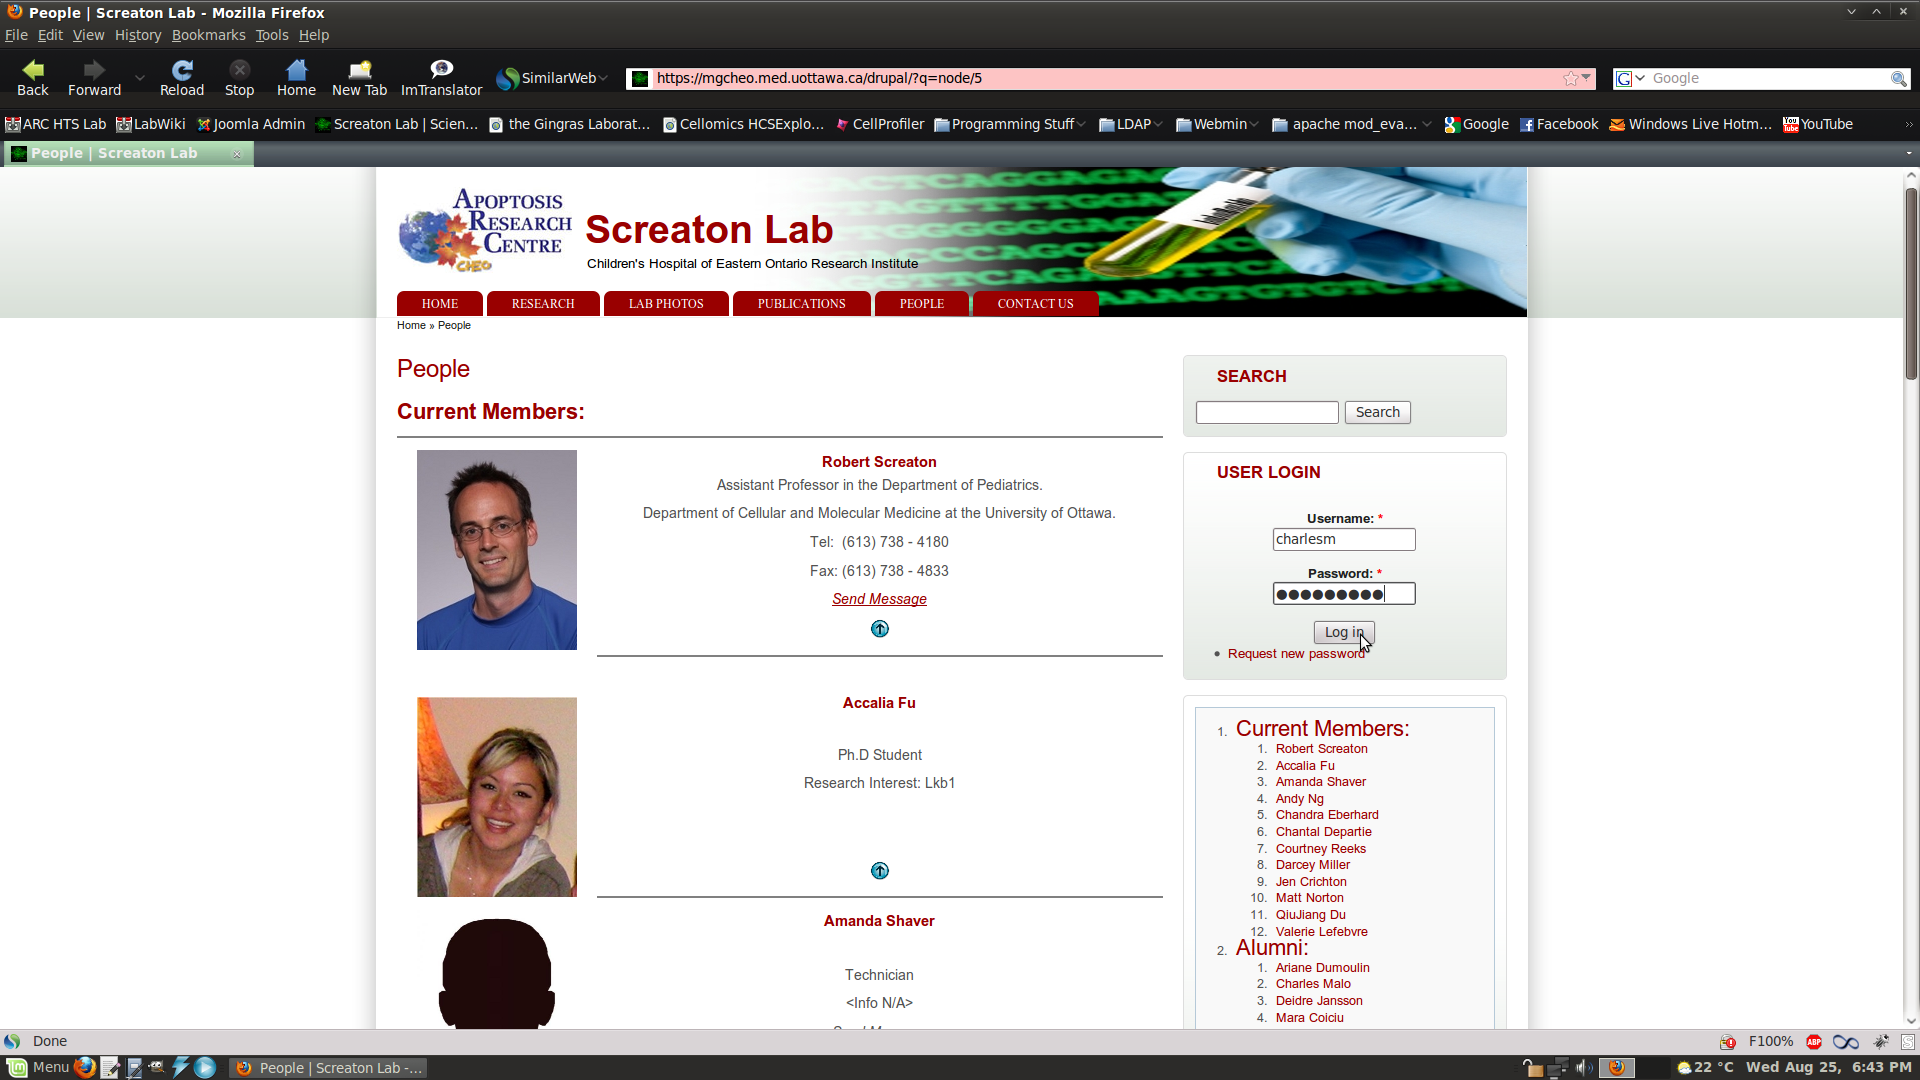 People | Screaton Lab - Mozilla Firefox
File Edit View History Bookmarks Tools Help
Back Forward Reload Stop Home New Tab ImTranslator SimilarWeb https://mgcheo.med.uottawa.ca/drupal/?q=node/5 Google
ARC HTS Lab LabWiki Joomla Admin Screaton Lab | Scien... the Gingras Laborat... Cellomics HCSExplo... CellProfiler Programming Stuff LDAP Webmin apache mod_eva... Google Facebook Windows Live Hotm... YouTube
People | Screaton Lab
APOPTOSIS
RESEARCH
CENTRE
CHEO
Screaton Lab
Children's Hospital of Eastern Ontario Research Institute
HOME RESEARCH LAB PHOTOS PUBLICATIONS PEOPLE CONTACT US
Home » People
People
Current Members:
Robert Screaton
Assistant Professor in the Department of Pediatrics.
Department of Cellular and Molecular Medicine at the University of Ottawa.
Tel: (613) 738 - 4180
Fax: (613) 738 - 4833
Send Message
Accalia Fu
Ph.D Student
Research Interest: Lkb1
Amanda Shaver
Technician
<Info N/A>
SEARCH
Search
USER LOGIN
Username: *
charlesm
Password: *
Log in
• Request new password
1. Current Members:
1. Robert Screaton
2. Accalia Fu
3. Amanda Shaver
4. Andy Ng
5. Chandra Eberhard
6. Chantal Departie
7. Courtney Reeks
8. Darcey Miller
9. Jen Crichton
10. Matt Norton
11. QiuJiang Du
12. Valerie Lefebvre
2. Alumni:
1. Ariane Dumoulin
2. Charles Malo
3. Deidre Jansson
4. Mara Coiciu
Done F100% ABP
Menu People | Screaton Lab -... 22 °C Wed Aug 25, 6:43 PM